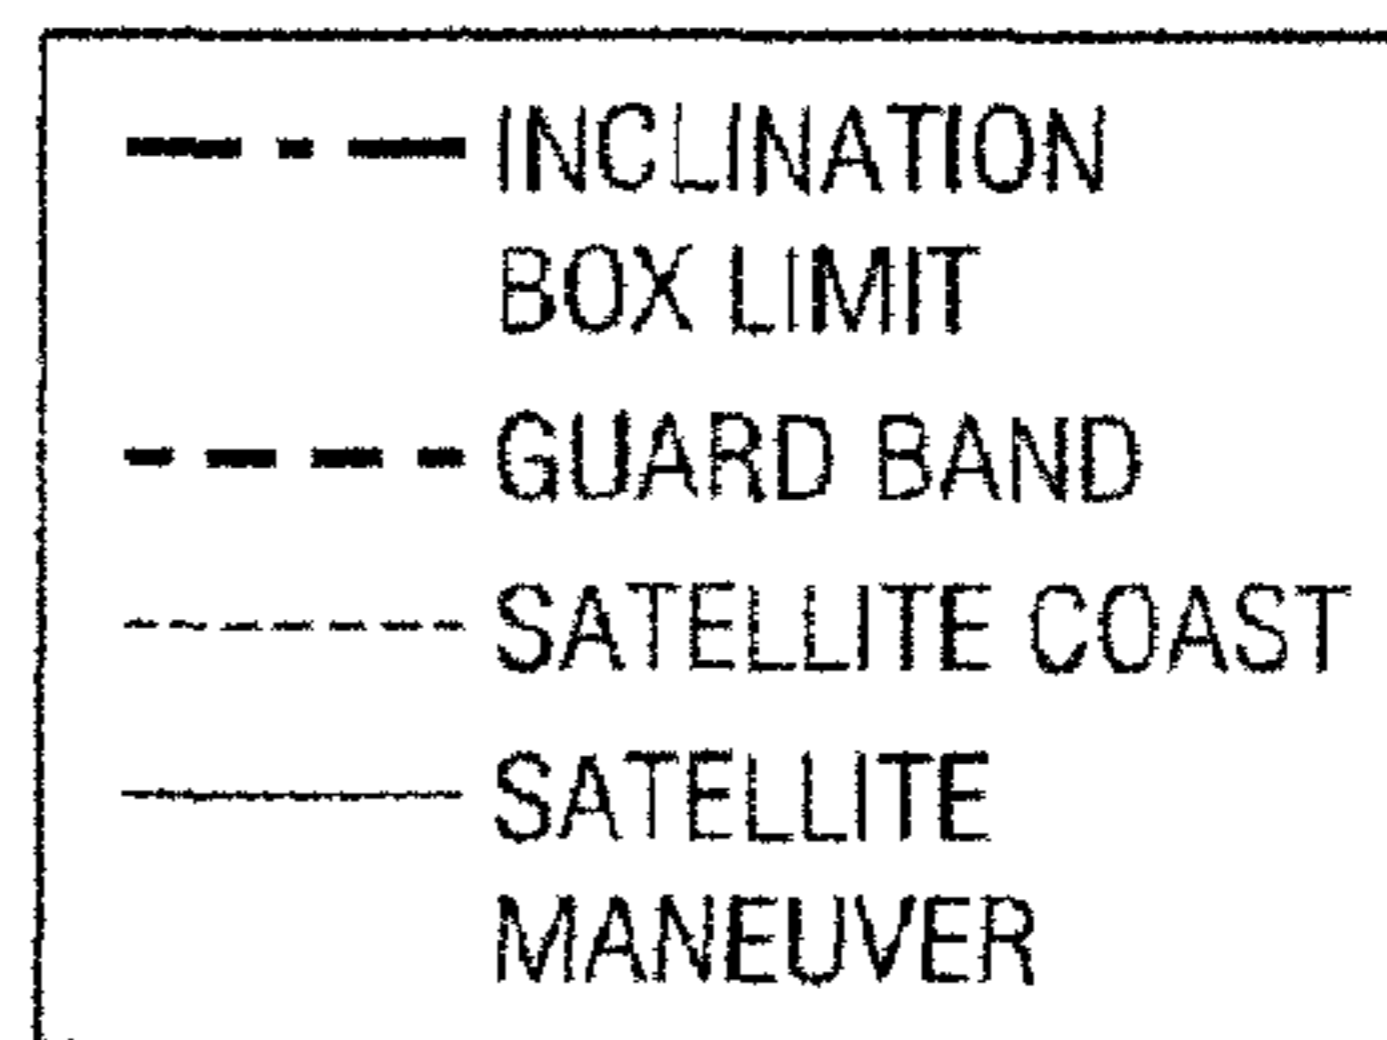 INCLINATION
BOX LIMIT
GUARD BAND
SATELLITE COAST
SATELLITE
MANEUVER